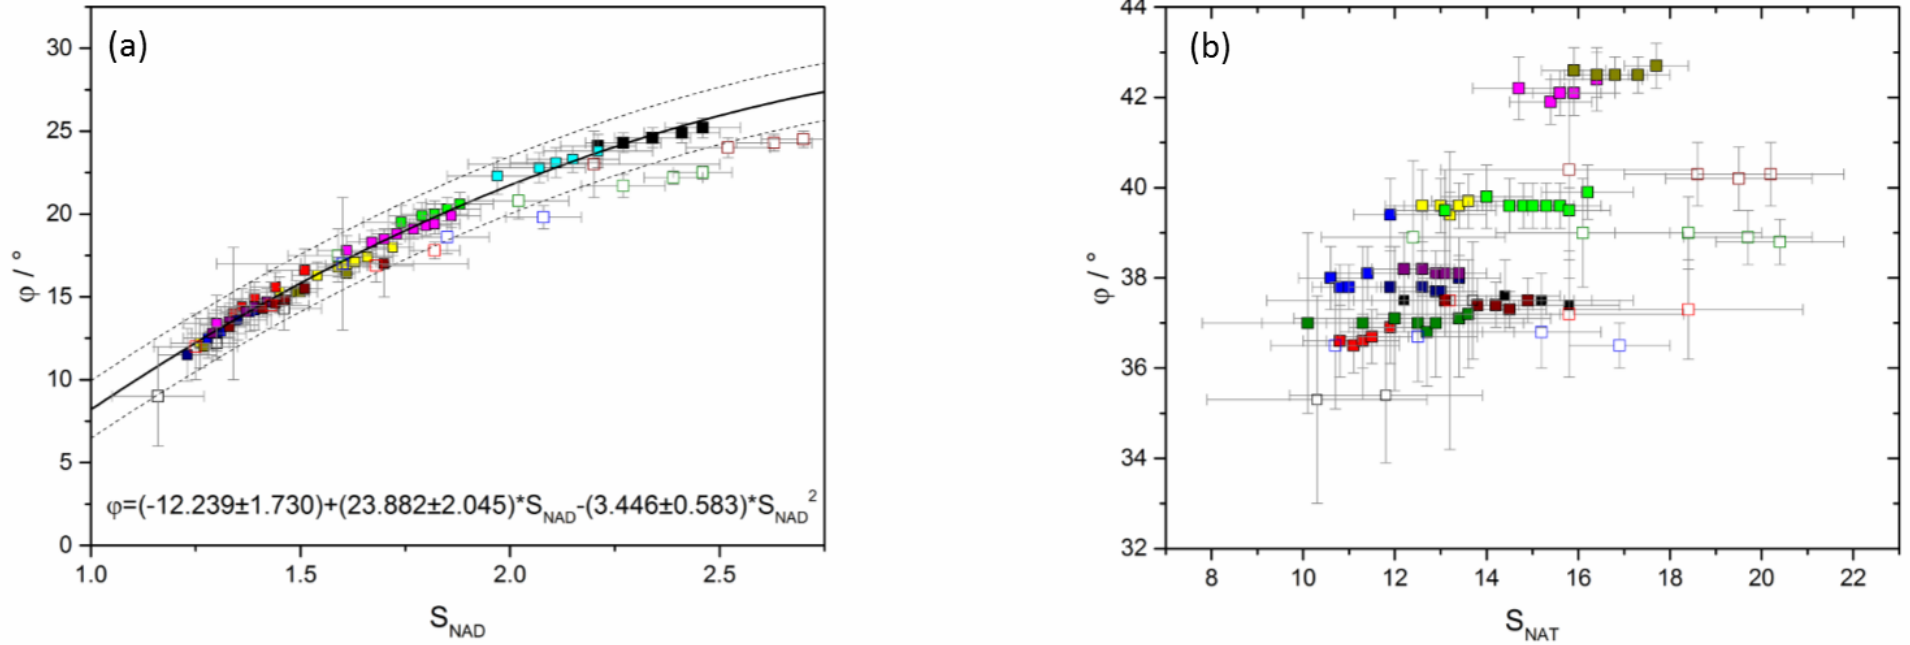 (a)
30
25
20
15
10
5
0
φ / °
φ=(-12.239±1.730)+(23.882±2.045)*S_NAD-(3.446±0.583)*S_NAD²
1.0 1.5 2.0 2.5
S_NAD
(b)
44
42
40
38
36
34
32
φ / °
8 10 12 14 16 18 20 22
S_NAT